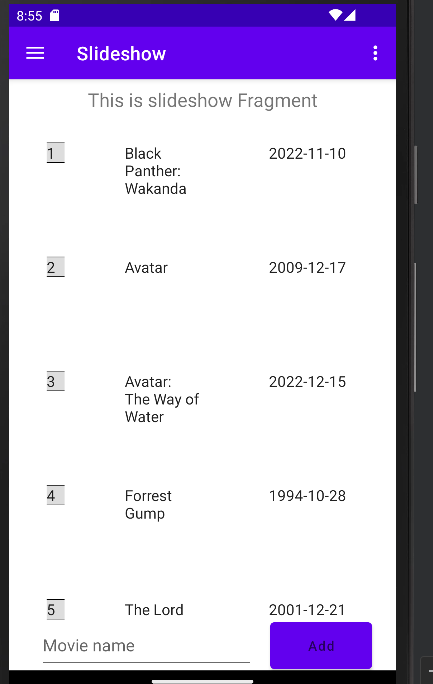 8:55
Slideshow
This is slideshow Fragment
1 Black 2022-11-10
Panther:
Wakanda
2 Avatar 2009-12-17
3 Avatar: 2022-12-15
The Way of
Water
4 Forrest 1994-10-28
Gump
5 The Lord 2001-12-21
Movie name Add